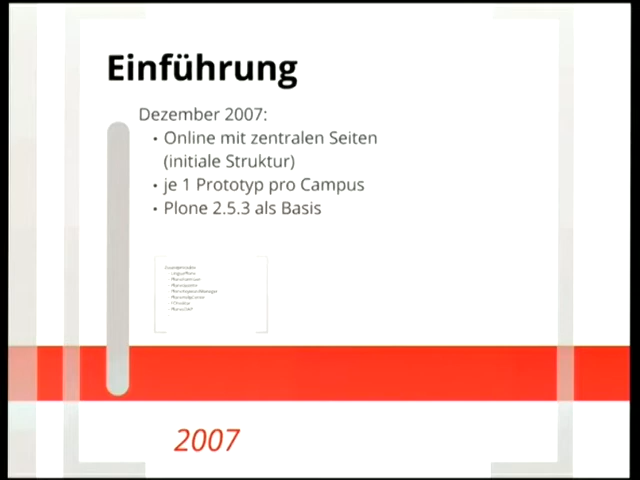 Einführung
Dezember 2007:
• Online mit zentralen Seiten
(initiale Struktur)
• je 1 Prototyp pro Campus
• Plone 2.5.3 als Basis
2007